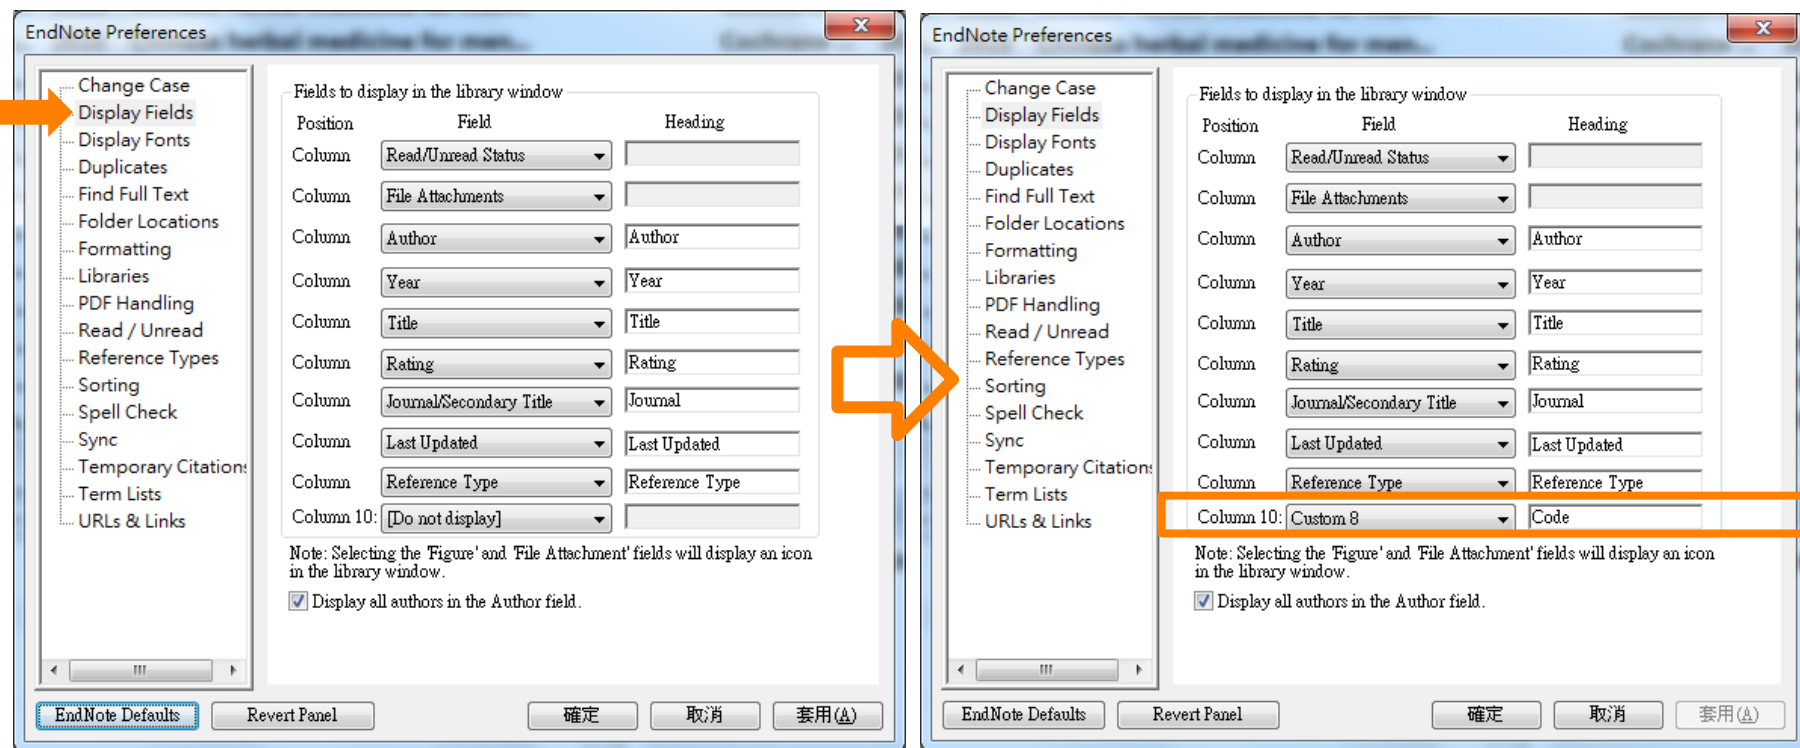 EndNote Preferences
Change Case
Display Fields
Display Fonts
Duplicates
Find Full Text
Folder Locations
Formatting
Libraries
PDF Handling
Read / Unread
Reference Types
Sorting
Spell Check
Sync
Temporary Citation
Term Lists
URLs & Links
Fields to display in the library window
Position Field Heading
Column Read/Unread Status
Column File Attachments
Column Author Author
Column Year Year
Column Title Title
Column Rating Rating
Column Journal/Secondary Title Journal
Column Last Updated Last Updated
Column Reference Type Reference Type
Column 10: [Do not display]
Note: Selecting the 'Figure' and 'File Attachment' fields will display an icon
in the library window.
Display all authors in the Author field.
EndNote Defaults Revert Panel 確定 取消 套用(A)
EndNote Preferences
Change Case
Display Fields
Display Fonts
Duplicates
Find Full Text
Folder Locations
Formatting
Libraries
PDF Handling
Read / Unread
Reference Types
Sorting
Spell Check
Sync
Temporary Citation
Term Lists
URLs & Links
Fields to display in the library window
Position Field Heading
Column Read/Unread Status
Column File Attachments
Column Author Author
Column Year Year
Column Title Title
Column Rating Rating
Column Journal/Secondary Title Journal
Column Last Updated Last Updated
Column Reference Type Reference Type
Column 10: Custom 8 Code
Note: Selecting the 'Figure' and 'File Attachment' fields will display an icon
in the library window.
Display all authors in the Author field.
EndNote Defaults Revert Panel 確定 取消 套用(A)